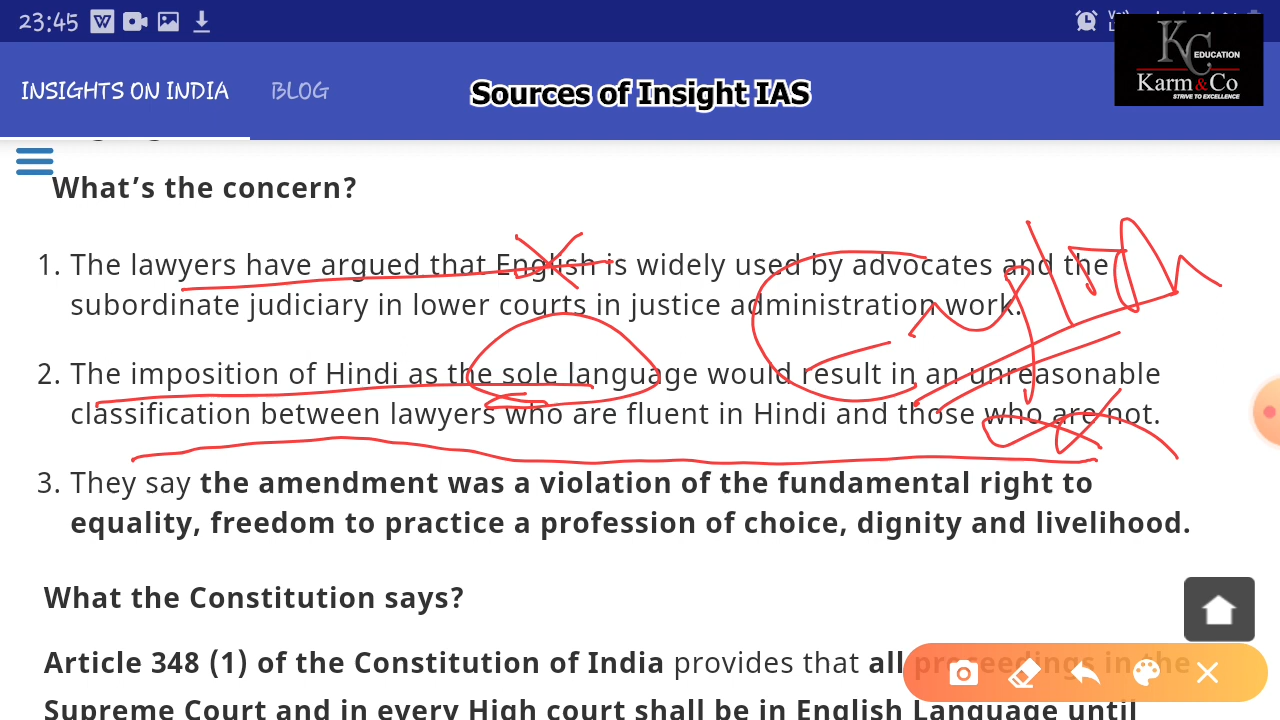 23:45
KC EDUCATION
Karm&Co
STRIVE TO EXCELLENCE
INSIGHTS ON INDIA BLOG Sources of Insight IAS
What's the concern?
1. The lawyers have argued that English is widely used by advocates and the
subordinate judiciary in lower courts in justice administration work.
English
2. The imposition of Hindi as the sole language would result in an unreasonable
classification between lawyers who are fluent in Hindi and those who are not.
3. They say the amendment was a violation of the fundamental right to
equality, freedom to practice a profession of choice, dignity and livelihood.
What the Constitution says?
Article 348 (1) of the Constitution of India provides that all proceedings in the
Supreme Court and in every High court shall be in English Language until